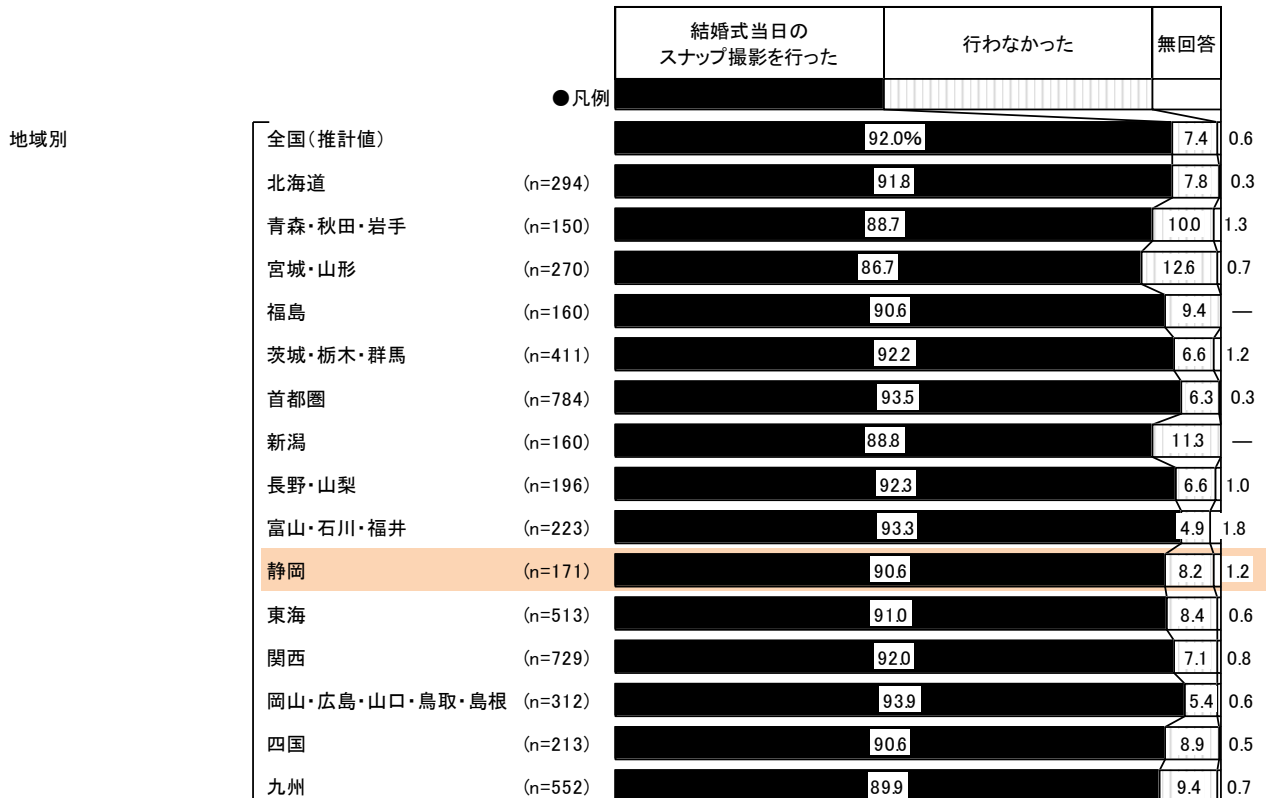 結婚式当日の
スナップ撮影を行った
行わなかった
無回答
●凡例
地域別
全国(推計値) 92.0% 7.4 0.6
北海道 (n=294) 91.8 7.8 0.3
青森・秋田・岩手 (n=150) 88.7 10.0 1.3
宮城・山形 (n=270) 86.7 12.6 0.7
福島 (n=160) 90.6 9.4 ―
茨城・栃木・群馬 (n=411) 92.2 6.6 1.2
首都圏 (n=784) 93.5 6.3 0.3
新潟 (n=160) 88.8 11.3 ―
長野・山梨 (n=196) 92.3 6.6 1.0
富山・石川・福井 (n=223) 93.3 4.9 1.8
静岡 (n=171) 90.6 8.2 1.2
東海 (n=513) 91.0 8.4 0.6
関西 (n=729) 92.0 7.1 0.8
岡山・広島・山口・鳥取・島根 (n=312) 93.9 5.4 0.6
四国 (n=213) 90.6 8.9 0.5
九州 (n=552) 89.9 9.4 0.7